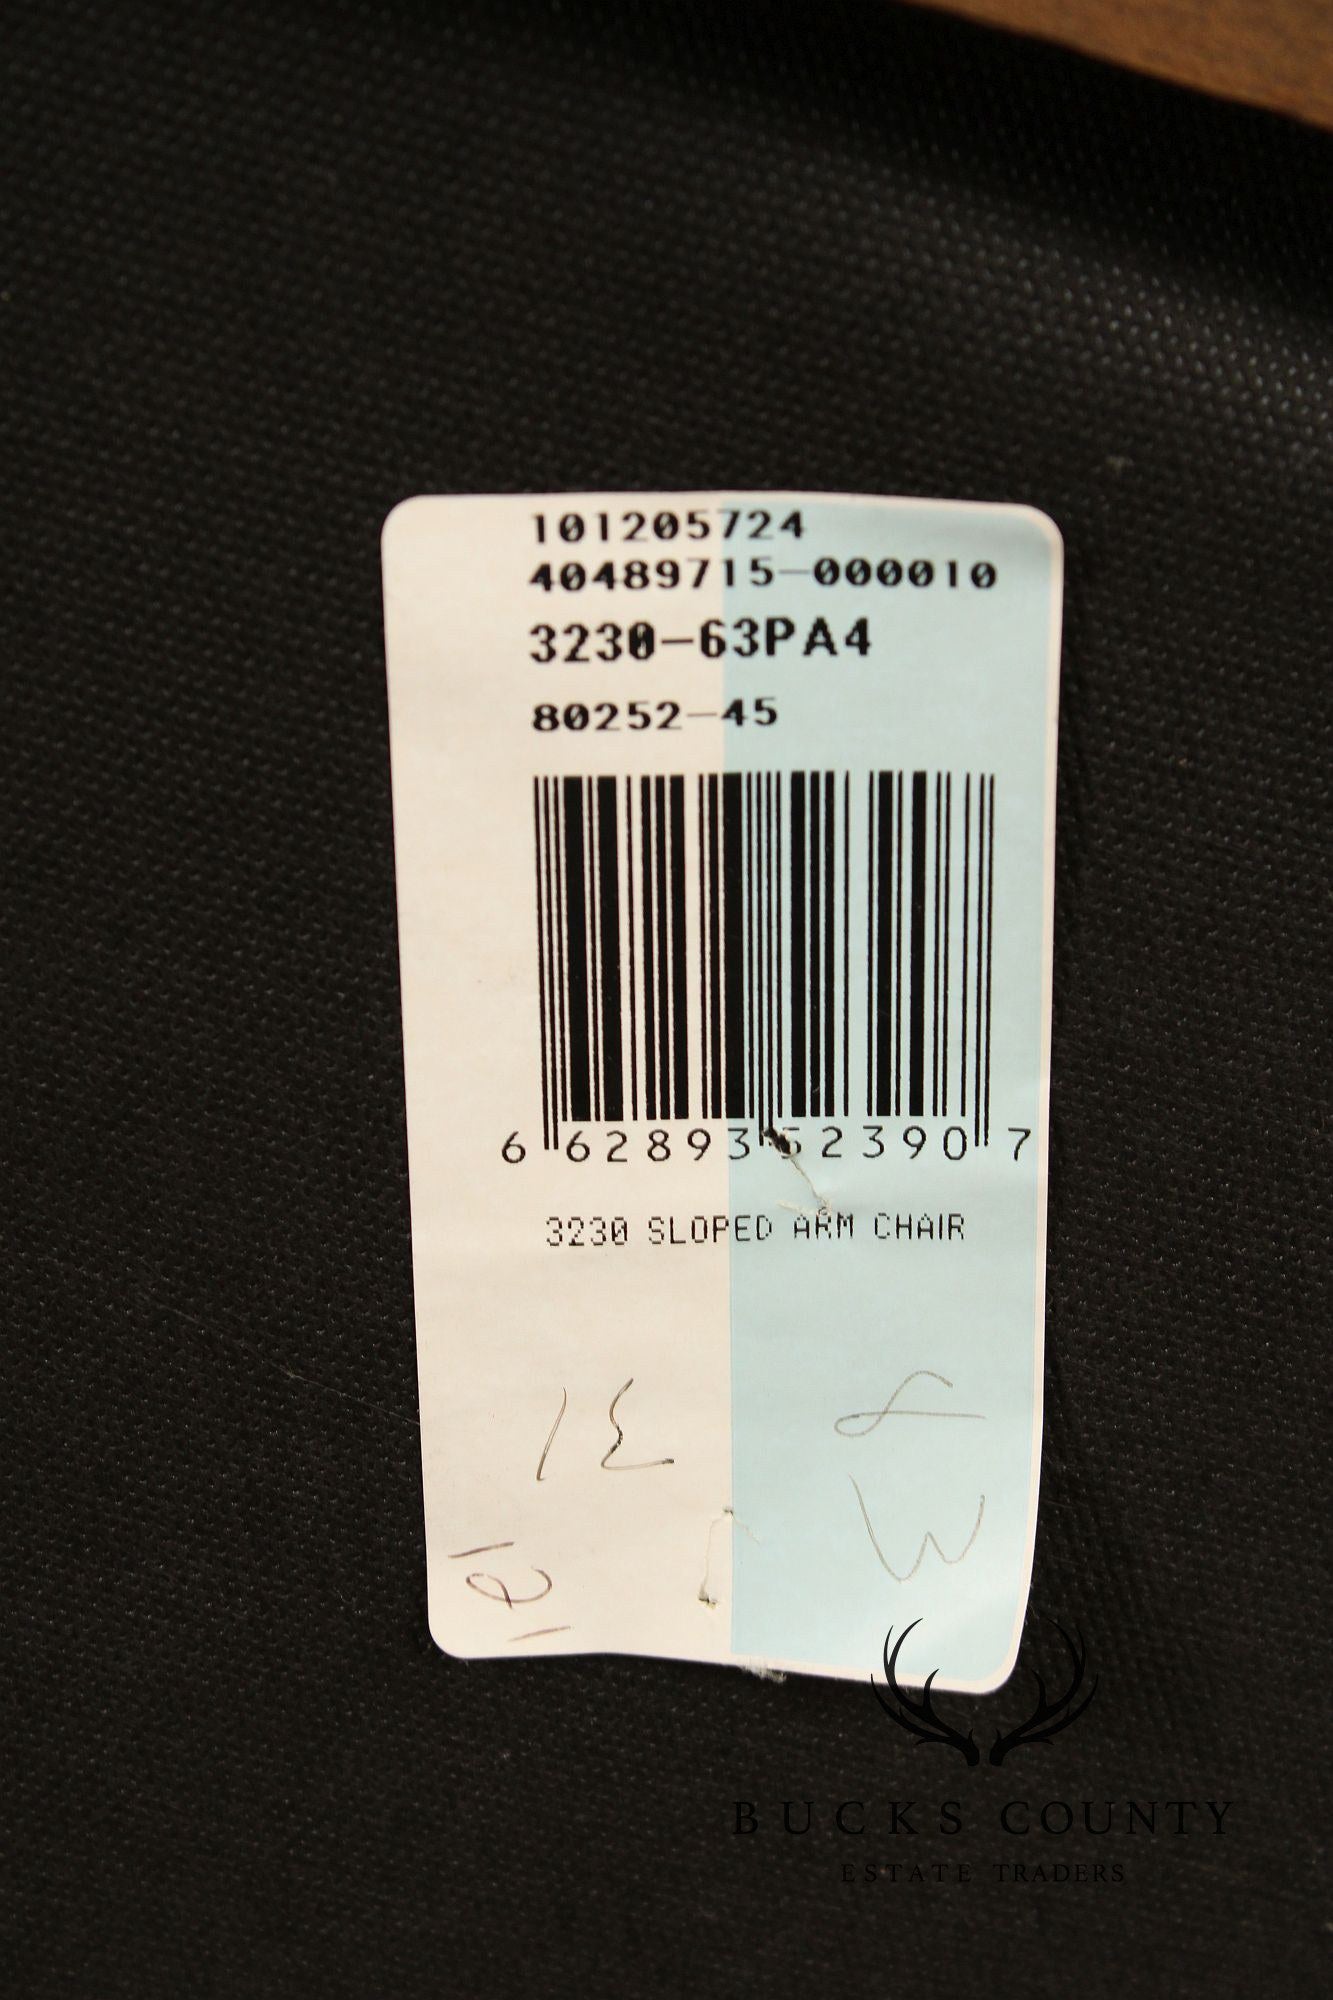 101205724
40489715-000010
3230-63PA4
80252-45
6 62893 52390 7
3230 SLOPED ARM CHAIR
BUCKS COUNTY
ESTATE TRADERS